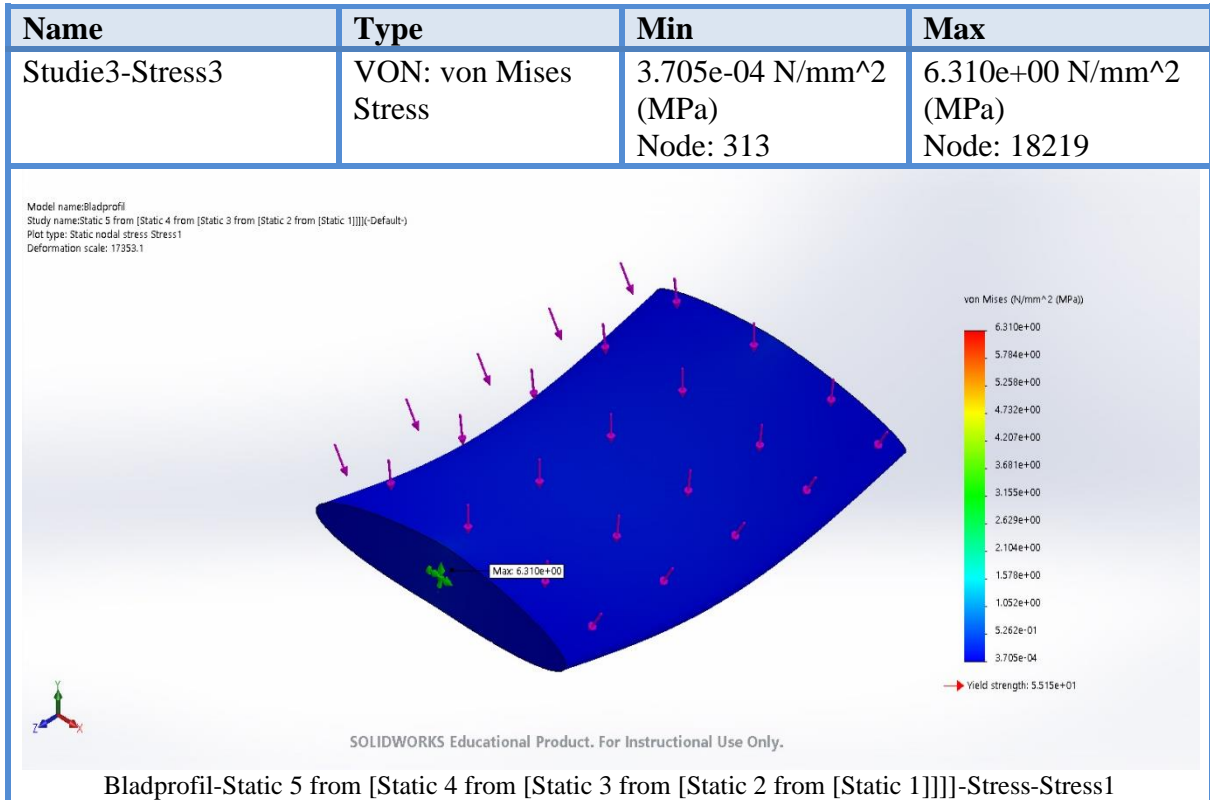 Name Type Min Max
Studie3-Stress3 VON: von Mises Stress 3.705e-04 N/mm^2 (MPa) Node: 313 6.310e+00 N/mm^2 (MPa) Node: 18219
Model name:Bladprofil
Study name:Static 5 from [Static 4 from [Static 3 from [Static 2 from [Static 1]]]](-Default-)
Plot type: Static nodal stress Stress1
Deformation scale: 17353.1
von Mises (N/mm^2 (MPa))
6.310e+00
5.784e+00
5.258e+00
4.732e+00
4.207e+00
3.681e+00
3.155e+00
2.629e+00
2.104e+00
1.578e+00
1.052e+00
5.262e-01
3.705e-04
Yield strength: 5.515e+01
Max: 6.310e+00
Y
Z
X
SOLIDWORKS Educational Product. For Instructional Use Only.
Bladprofil-Static 5 from [Static 4 from [Static 3 from [Static 2 from [Static 1]]]]-Stress-Stress1